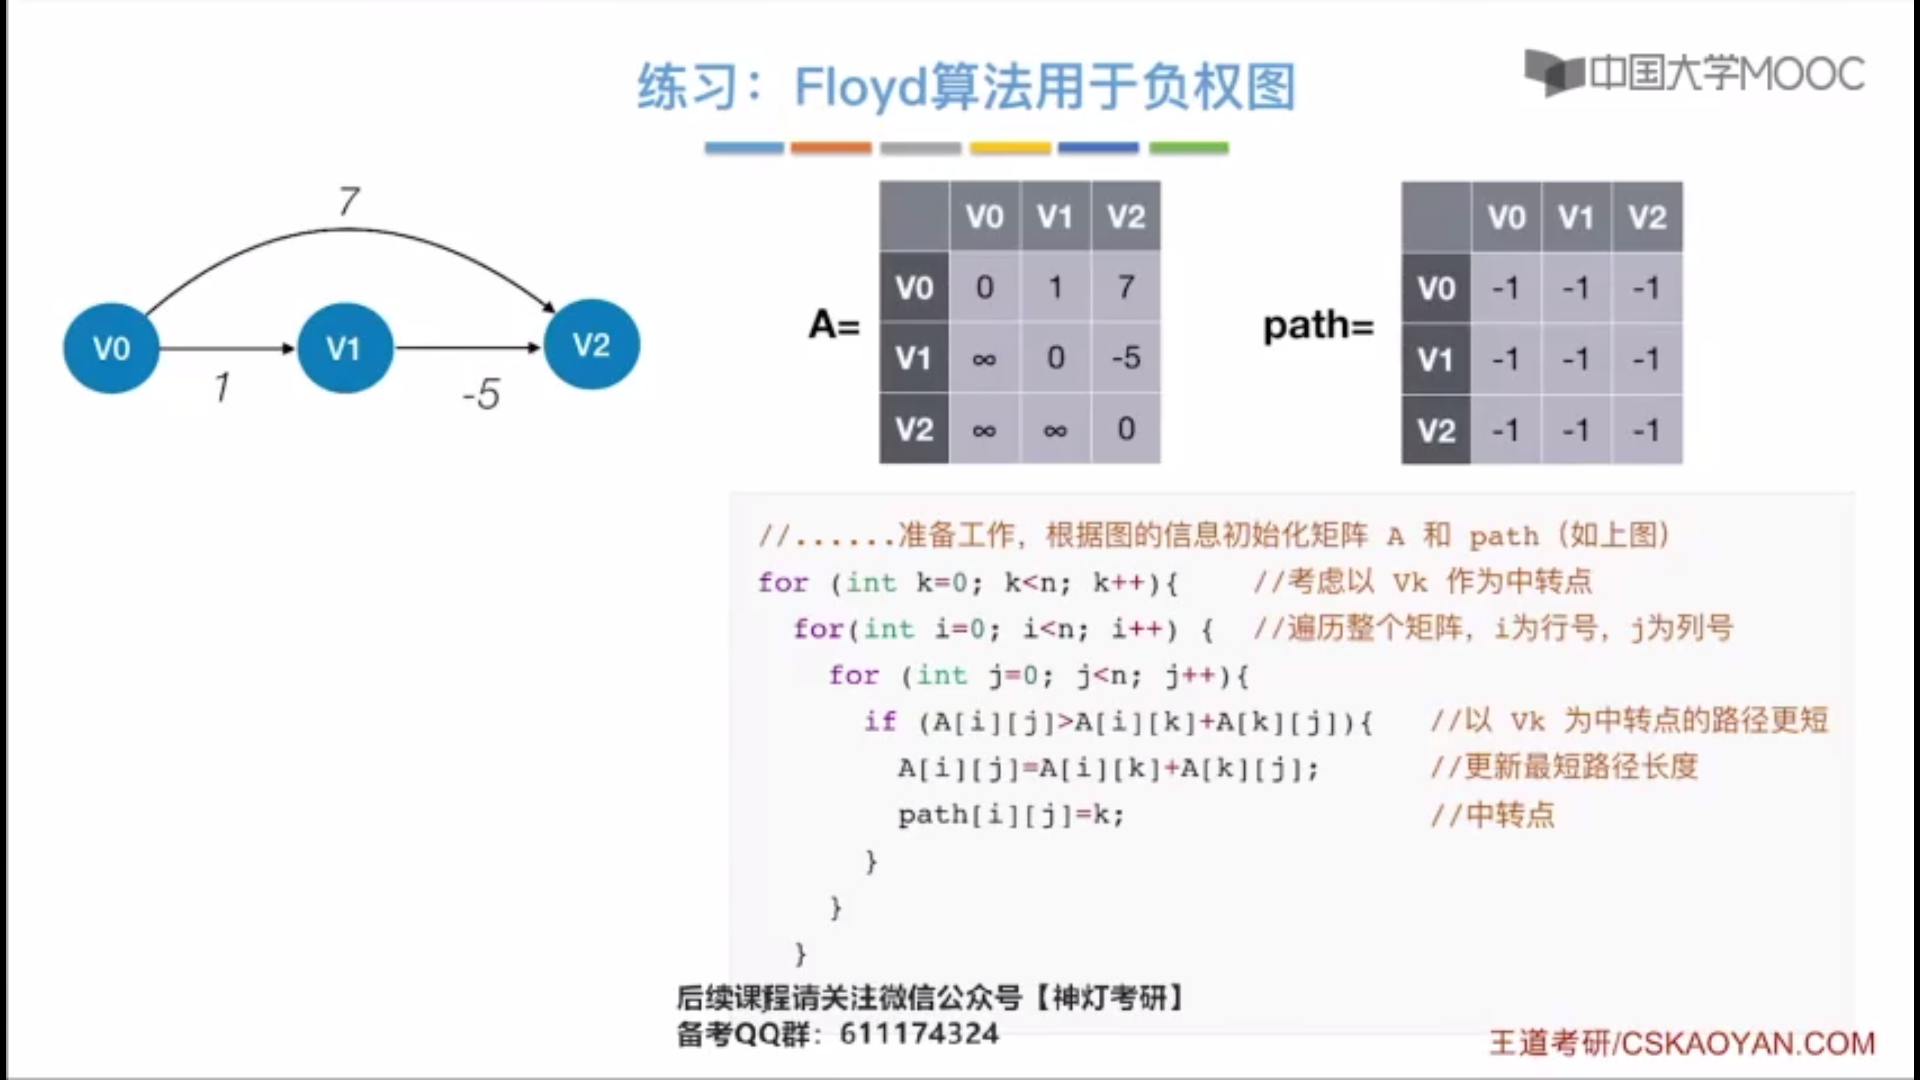 练习：Floyd算法用于负权图
中国大学MOOC
7
V0
V1
V2
1
-5
A=
V0 V1 V2
V0 0 1 7
V1 ∞ 0 -5
V2 ∞ ∞ 0
path=
V0 V1 V2
V0 -1 -1 -1
V1 -1 -1 -1
V2 -1 -1 -1
//......准备工作，根据图的信息初始化矩阵 A 和 path（如上图）
for (int k=0; k<n; k++){ //考虑以 Vk 作为中转点
for(int i=0; i<n; i++) { //遍历整个矩阵，i为行号，j为列号
for (int j=0; j<n; j++){
if (A[i][j]>A[i][k]+A[k][j]){ //以 Vk 为中转点的路径更短
A[i][j]=A[i][k]+A[k][j]; //更新最短路径长度
path[i][j]=k; //中转点
}
}
}
后续课程请关注微信公众号【神灯考研】
备考QQ群：611174324
王道考研/CSKAOYAN.COM